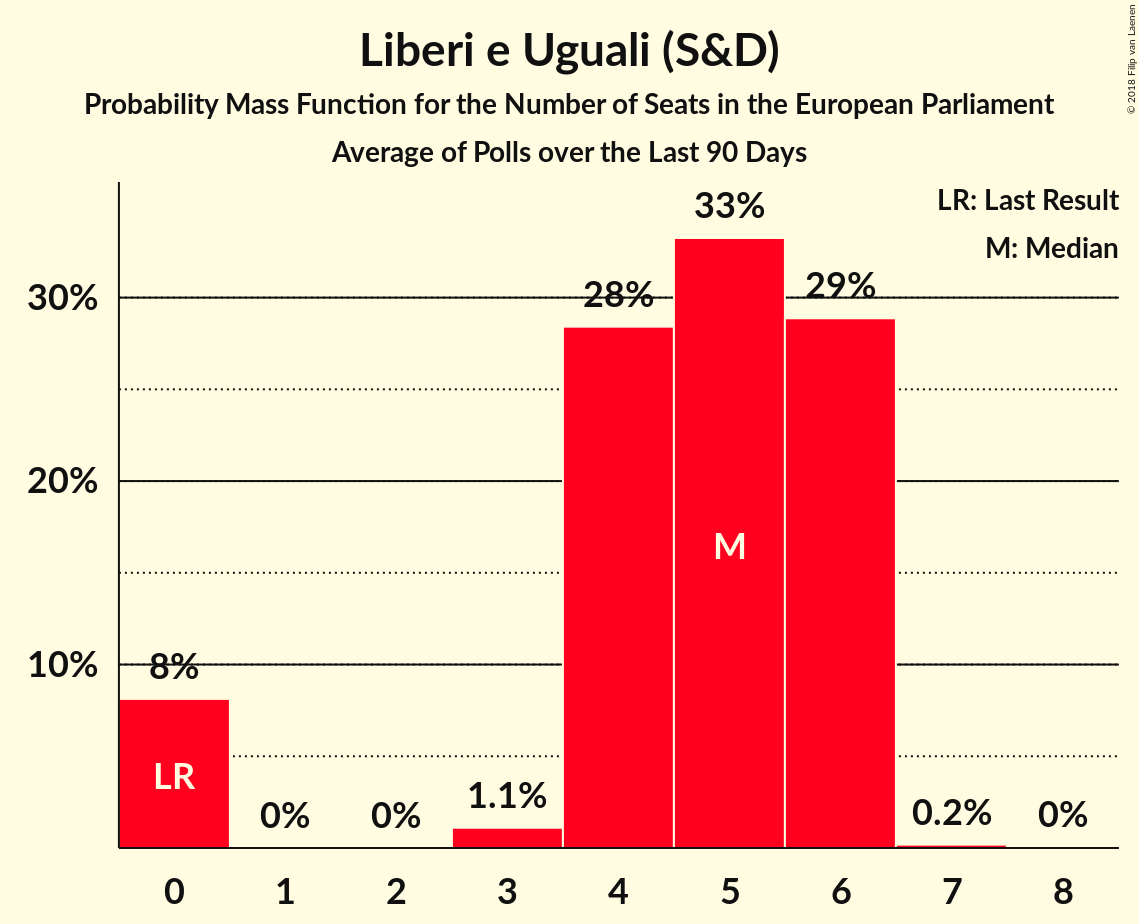 Liberi e Uguali (S&D)
Probability Mass Function for the Number of Seats in the European Parliament
Average of Polls over the Last 90 Days
© 2018 Filip van Laenen
LR: Last Result
M: Median
33%
28%
29%
30%
20%
M
10%
8%
LR
0%
0%
1.1%
0.2%
0%
0 1 2 3 4 5 6 7 8